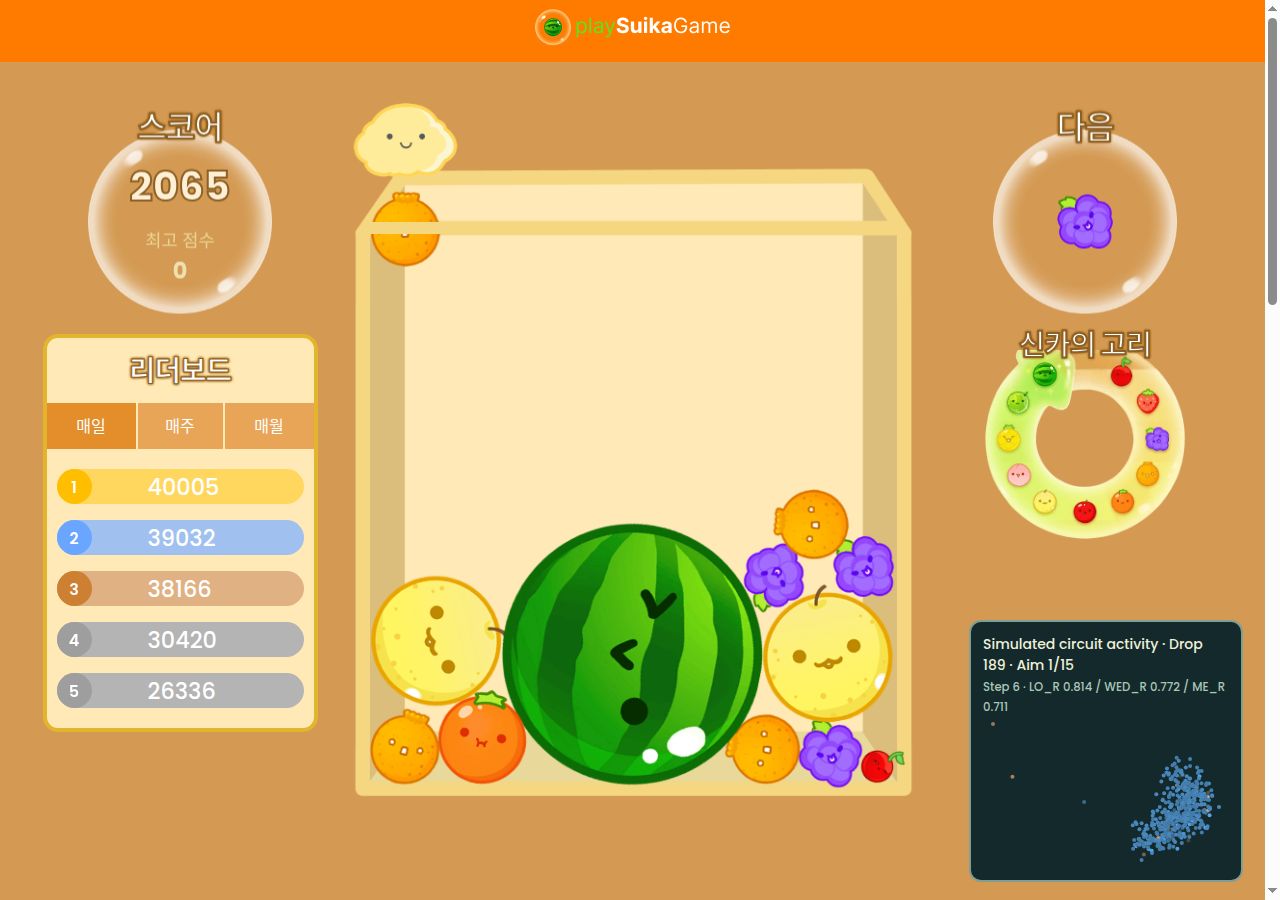 playSuikaGame
스코어
2065
최고 점수
0
리더보드
매일
매주
매월
1
40005
2
39032
3
38166
4
30420
5
26336
다음
신카의 고리
Simulated circuit activity · Drop
189 · Aim 1/15
Step 6 · LO_R 0.814 / WED_R 0.772 / ME_R
0.711